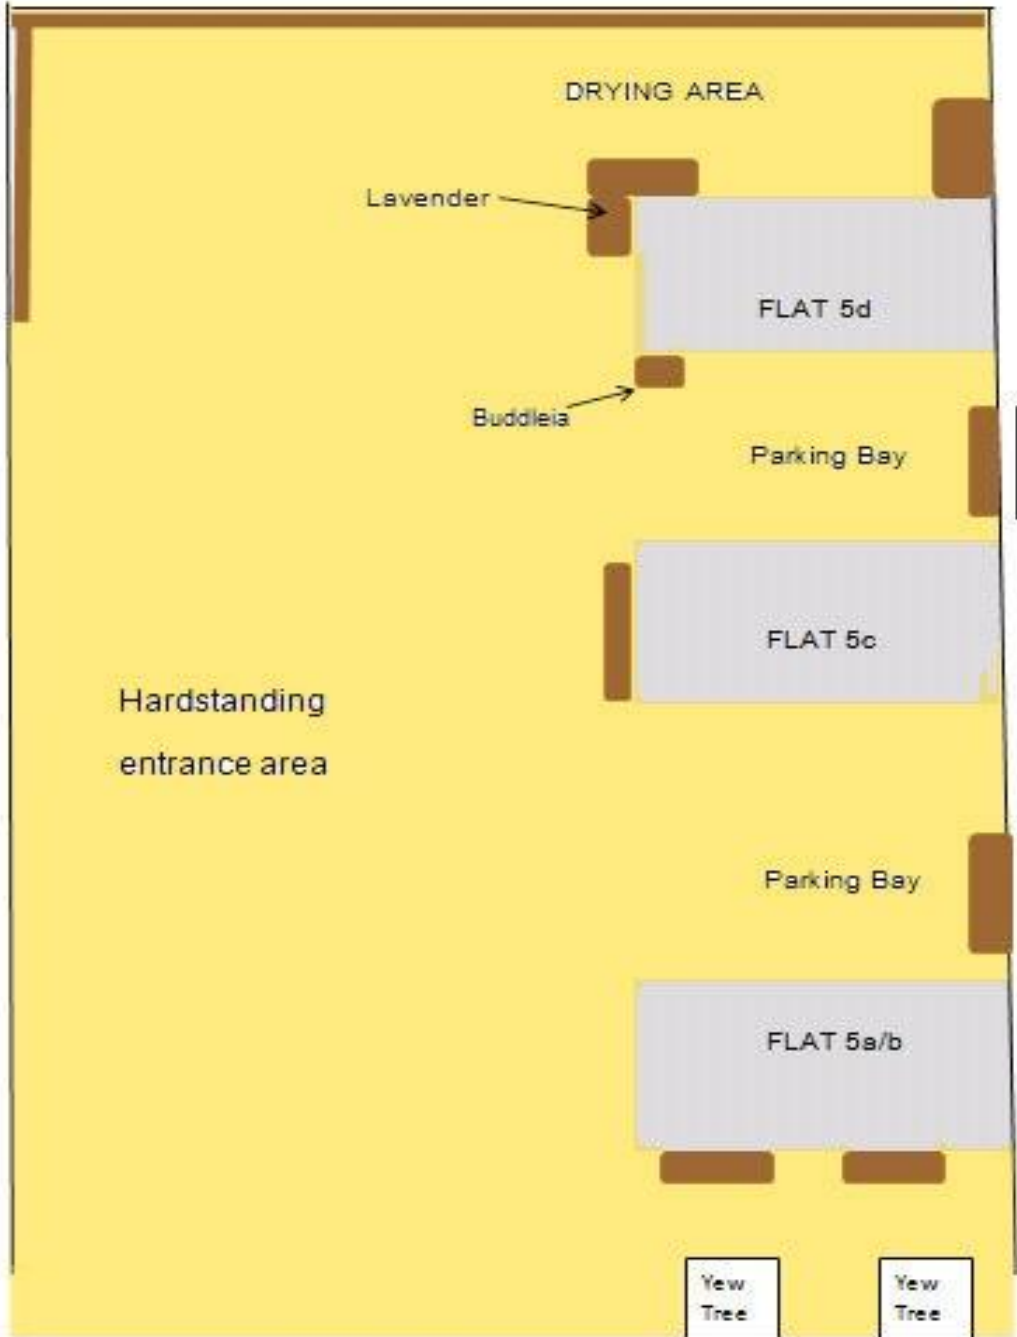 DRYING AREA
Lavender
FLAT 5d
Buddleia
Parking Bay
FLAT 5c
Hardstanding
entrance area
Parking Bay
FLAT 5a/b
Yew
Tree
Yew
Tree